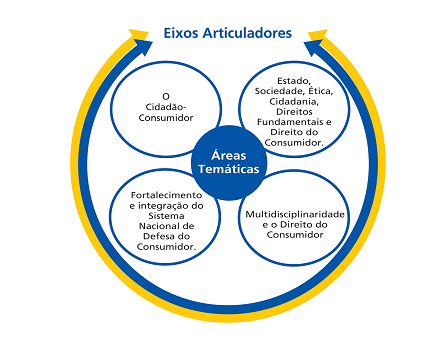 Eixos Articuladores
O
Cidadão-
Consumidor
Estado,
Sociedade, Ética,
Cidadania,
Direitos
Fundamentais e
Direito do
Consumidor.
Áreas
Temáticas
Fortalecimento
e integração do
Sistema
Nacional de
Defesa do
Consumidor.
Multidisciplinaridade
e o Direito do
Consumidor